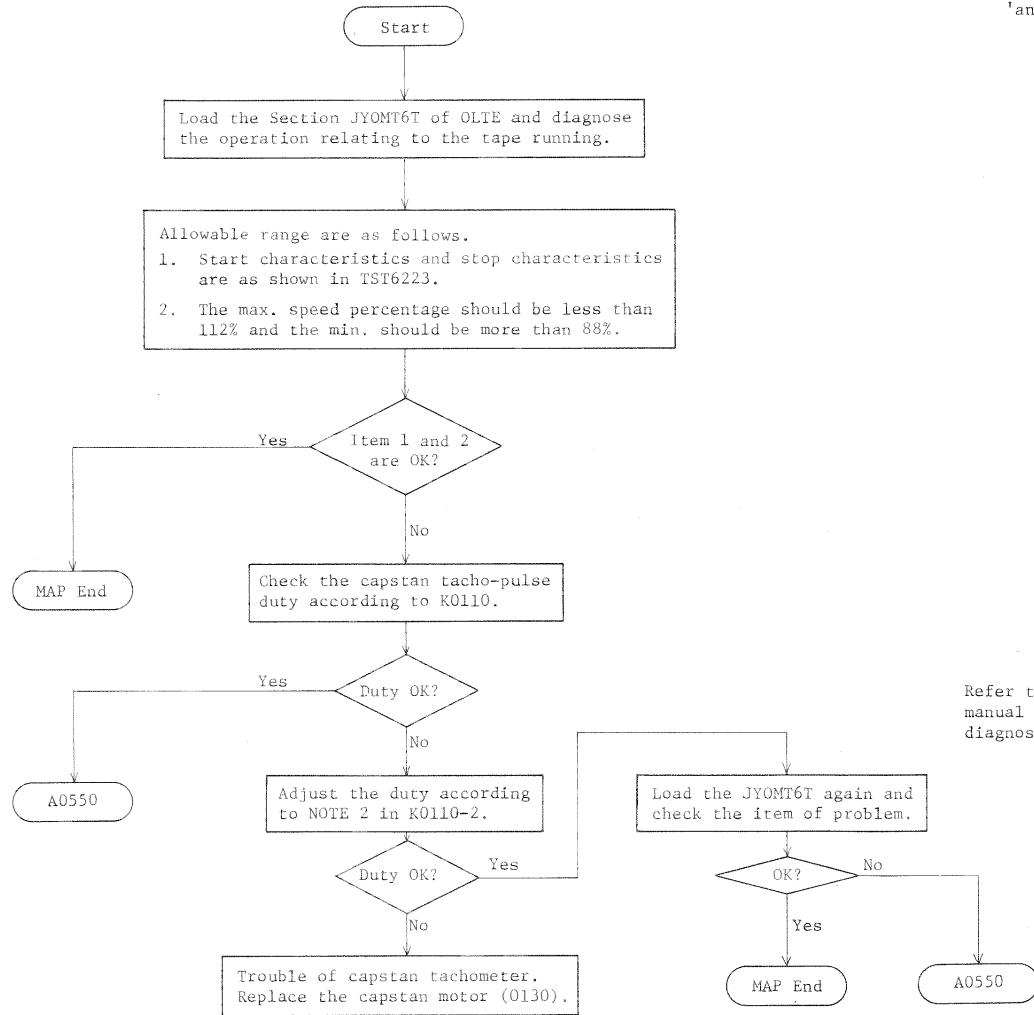 'an
Start
Load the Section JYOMT6T of OLTE and diagnose
the operation relating to the tape running.
Allowable range are as follows.
1. Start characteristics and stop characteristics
are as shown in TST6223.
2. The max. speed percentage should be less than
112% and the min. should be more than 88%.
Yes
Item 1 and 2
are OK?
No
MAP End
Check the capstan tacho-pulse
duty according to K0110.
Yes
Duty OK?
No
Refer t
manual
diagnos
A0550
Adjust the duty according
to NOTE 2 in K0110-2.
Load the JYOMT6T again and
check the item of problem.
Duty OK?
Yes
OK?
No
No
Yes
Trouble of capstan tachometer.
Replace the capstan motor (0130).
MAP End
A0550